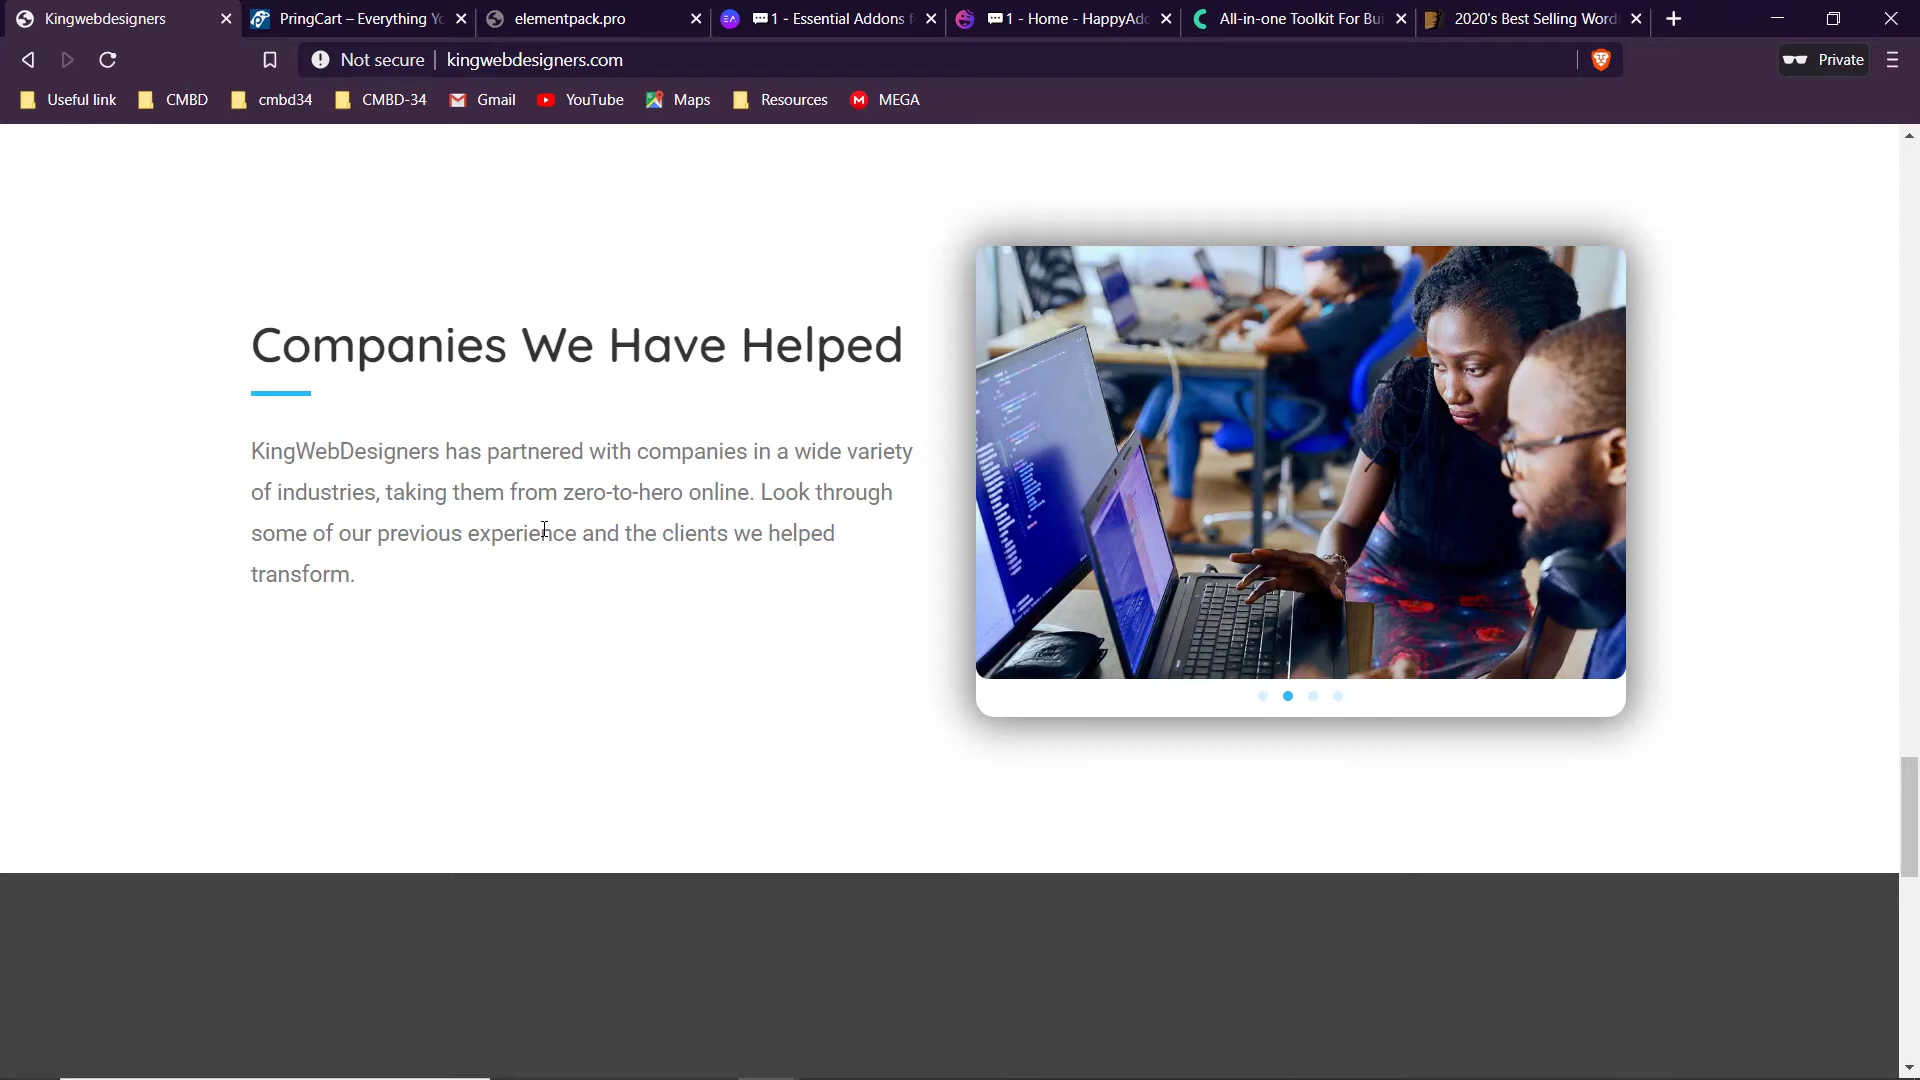 Kingwebdesigners
PringCart – Everything Yo
elementpack.pro
1 - Essential Addons f
1 - Home - HappyAdd
All-in-one Toolkit For Bui
2020's Best Selling Word
Not secure
kingwebdesigners.com
Private
Useful link
CMBD
cmbd34
CMBD-34
Gmail
YouTube
Maps
Resources
MEGA
Companies We Have Helped
KingWebDesigners has partnered with companies in a wide variety
of industries, taking them from zero-to-hero online. Look through
some of our previous experience and the clients we helped
transform.